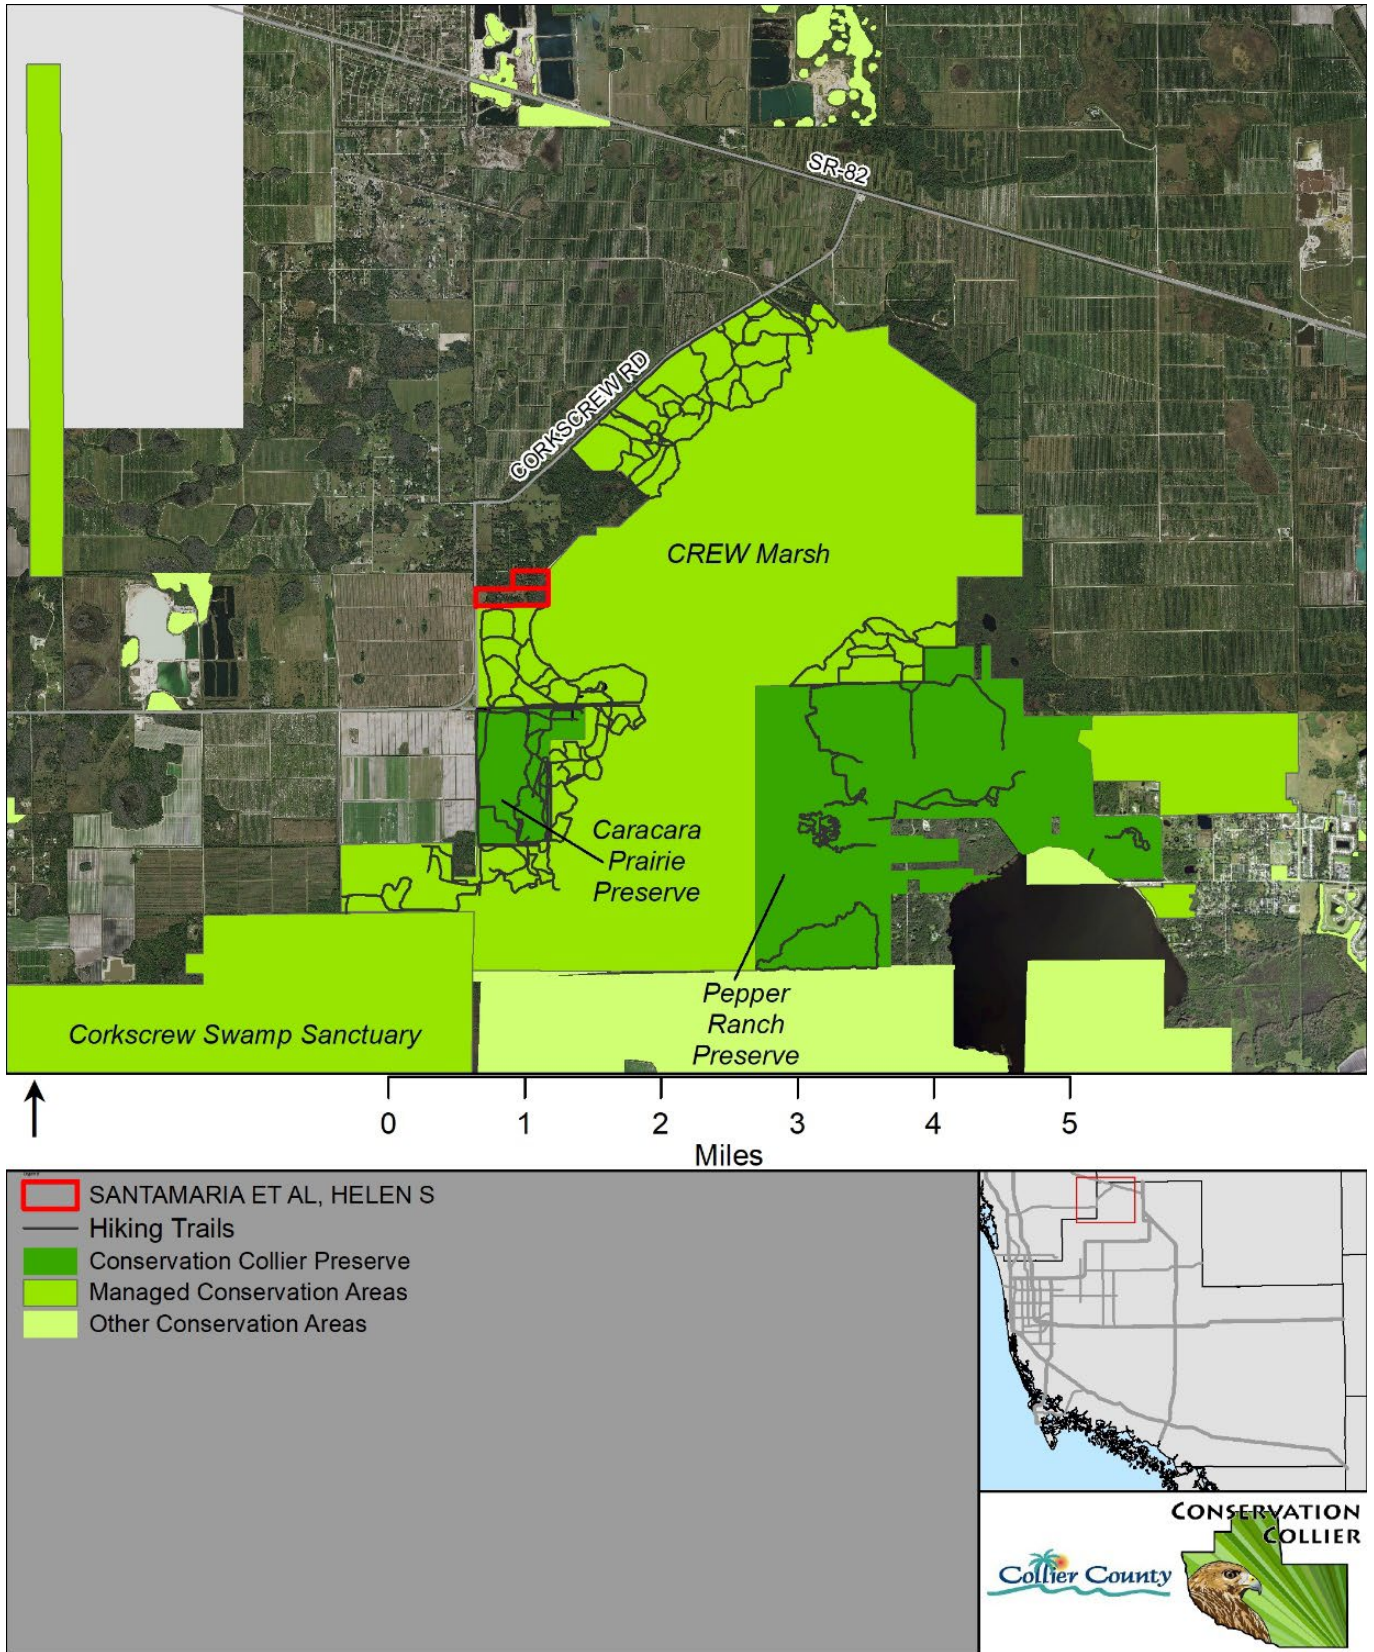 SR-82
CORKSCREW RD
CREW Marsh
Caracara
Prairie
Preserve
Pepper
Ranch
Preserve
Corkscrew Swamp Sanctuary
0 1 2 3 4 5
Miles
SANTAMARIA ET AL, HELEN S
Hiking Trails
Conservation Collier Preserve
Managed Conservation Areas
Other Conservation Areas
CONSERVATION
COLLIER
Collier County